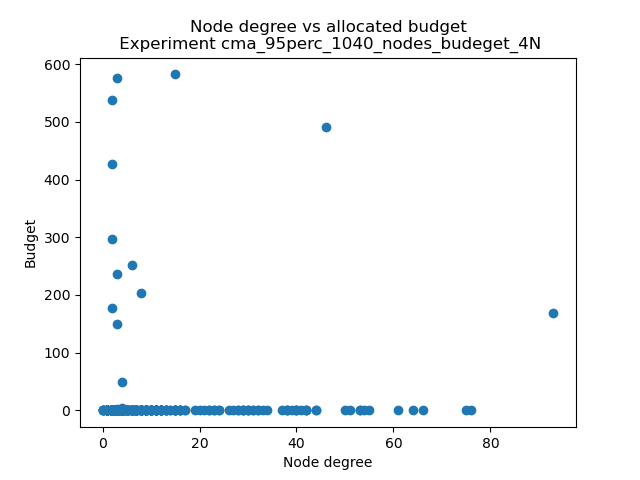 Node degree vs allocated budget
Experiment cma_95perc_1040_nodes_budeget_4N
600
500
400
300
200
100
0
Budget
0 20 40 60 80
Node degree